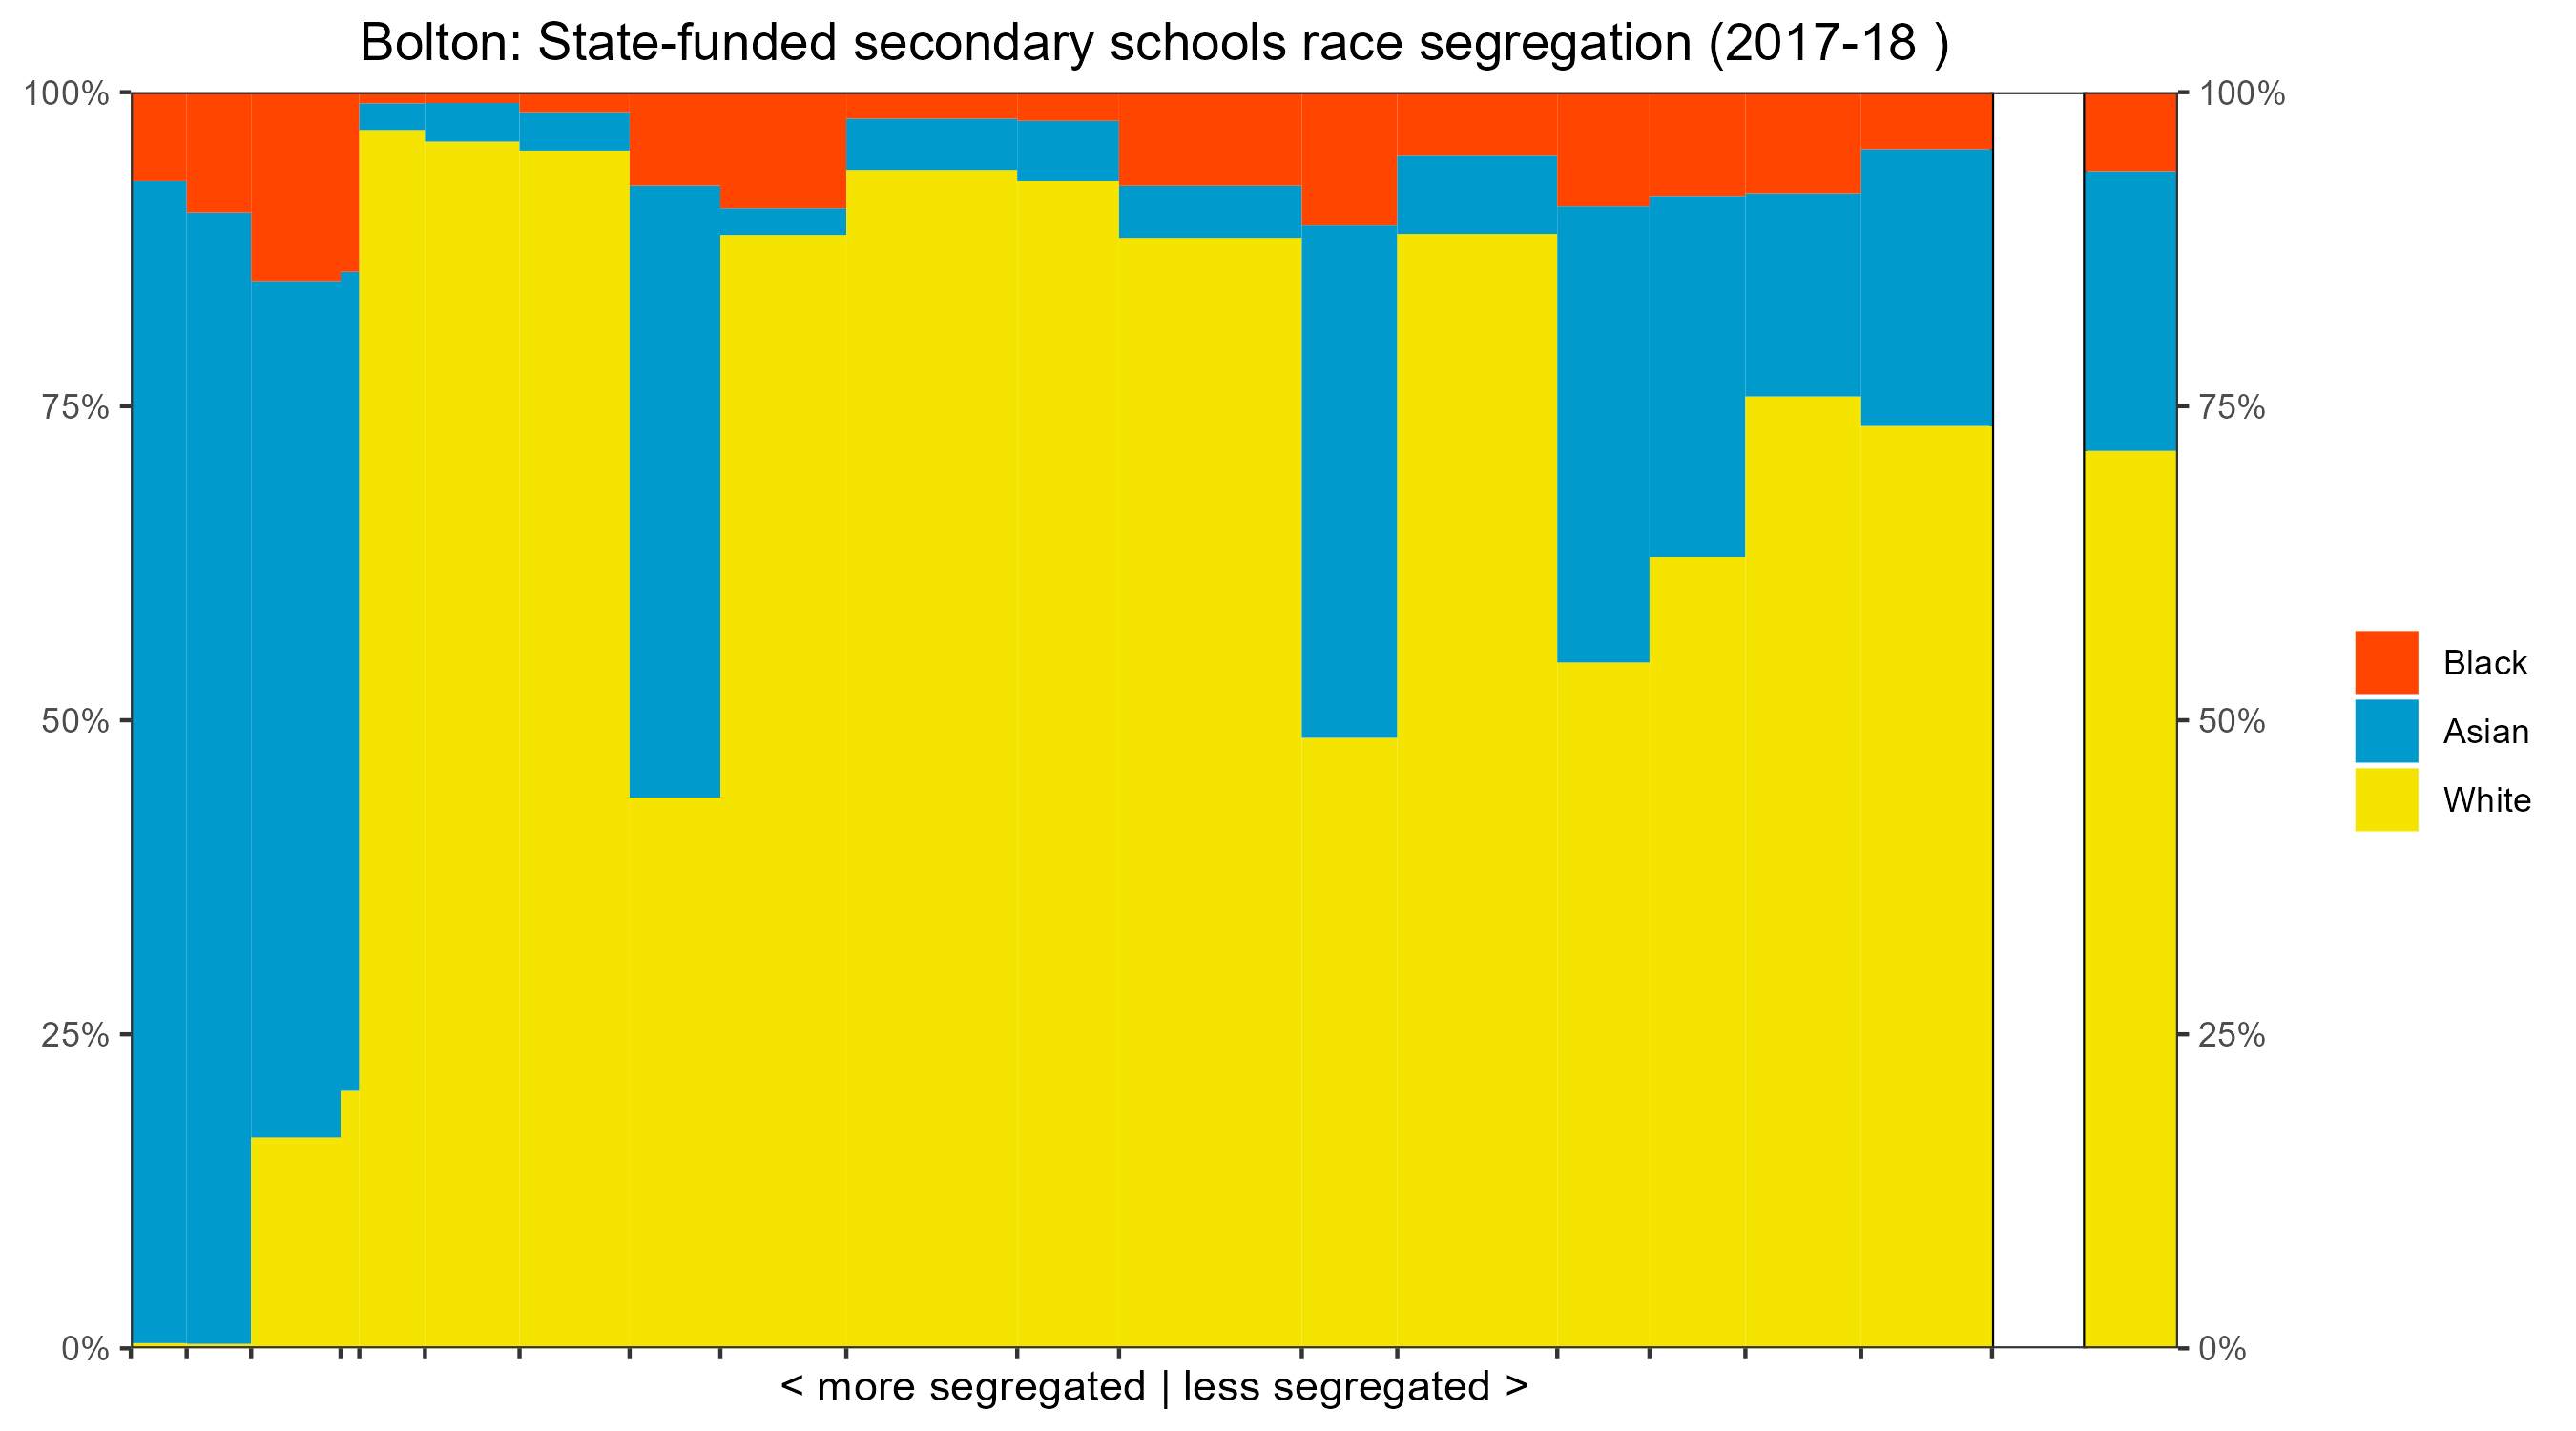 Bolton: State-funded secondary schools race segregation (2017-18 )
100%
100%
75%
75%
Black
50%
50%
Asian
White
25%
25%
0%
0%
< more segregated | less segregated >